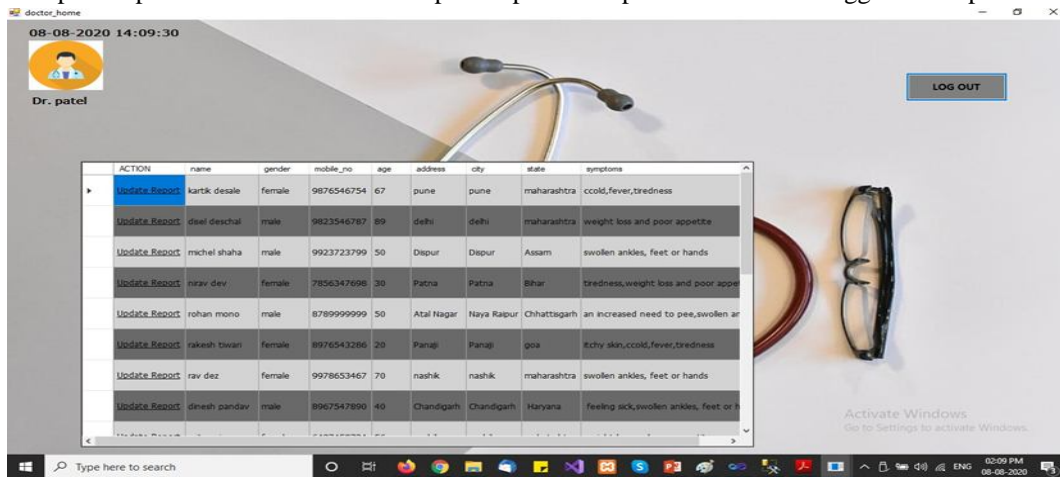 doctor_home
08-08-2020 14:09:30
LOG OUT
Dr. patel
ACTION name gender mobile_no age address city state symptoms
Update Report kartik desale female 9876546754 67 pune pune maharashtra ccold,fever,tiredness
Update Report disel deschal male 9823546787 89 delhi delhi maharashtra weight loss and poor appetite
Update Report michel shaha male 9923723799 50 Dispur Dispur Assam swollen ankles, feet or hands
Update Report nirav dev female 7856347698 30 Patna Patna Bihar tiredness,weight loss and poor appet
Update Report rohan mono male 8789999999 50 Atal Nagar Naya Raipur Chhattisgarh an increased need to pee,swollen an
Update Report rakesh tiwari female 8976543286 20 Panaji Panaji goa itchy skin,ccold,fever,tiredness
Update Report rav dez female 9978653467 70 nashik nashik maharashtra swollen ankles, feet or hands
Update Report dinesh pandav male 8967547890 40 Chandigarh Chandigarh Haryana feeling sick,swollen ankles, feet or h
Activate Windows
Go to Settings to activate Windows.
Type here to search
ENG
02:09 PM
08-08-2020